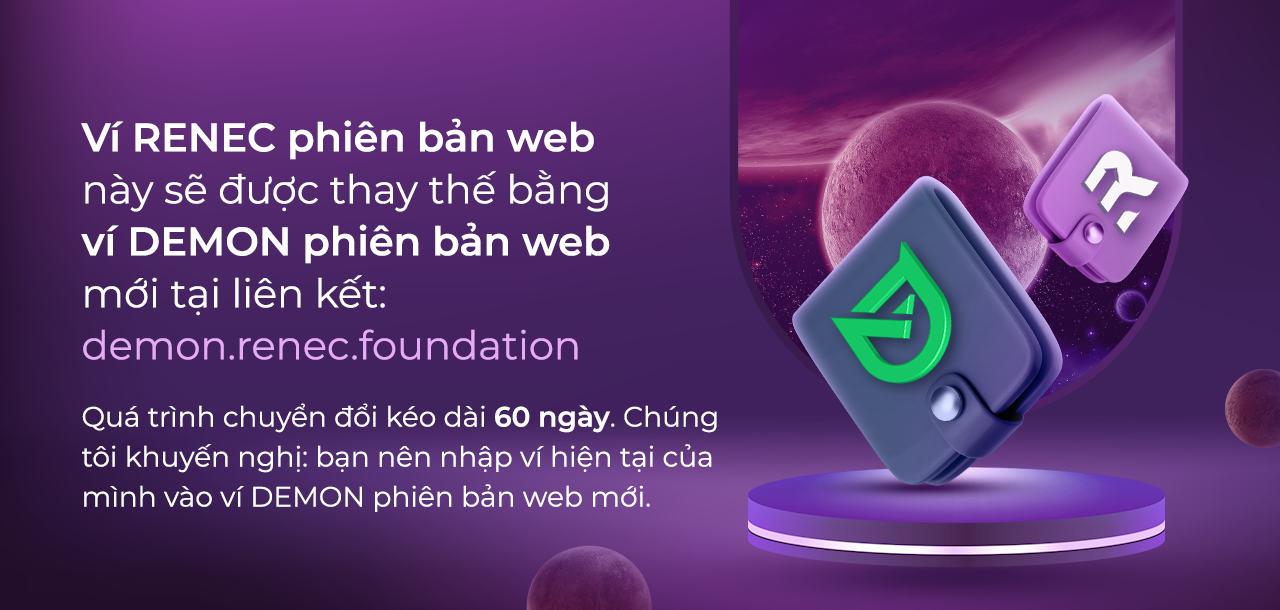 Ví RENEC phiên bản web
này sẽ được thay thế bằng
ví DEMON phiên bản web
mới tại liên kết:
demon.renec.foundation
Quá trình chuyển đổi kéo dài 60 ngày. Chúng
tôi khuyến nghị: bạn nên nhập ví hiện tại của
mình vào ví DEMON phiên bản web mới.